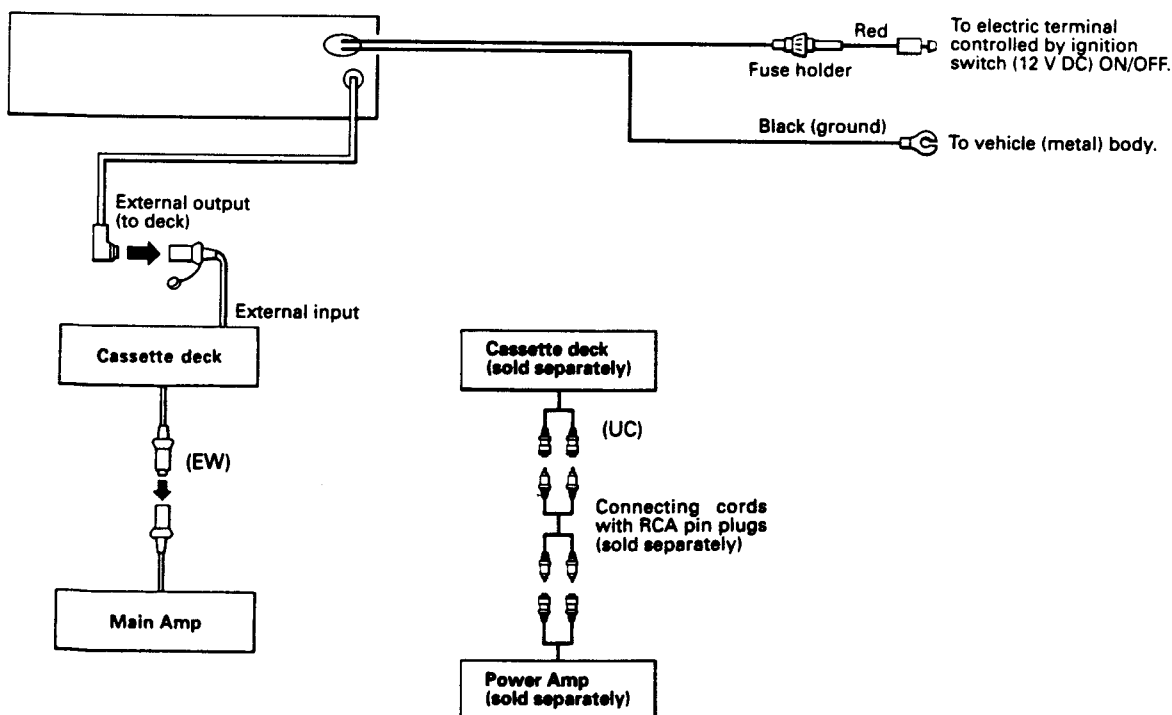 Red
To electric terminal
controlled by ignition
switch (12 V DC) ON/OFF.
Fuse holder
Black (ground)
To vehicle (metal) body.
External output
(to deck)
External input
Cassette deck
(EW)
Main Amp
Cassette deck
(sold separately)
(UC)
Connecting cords
with RCA pin plugs
(sold separately)
Power Amp
(sold separately)